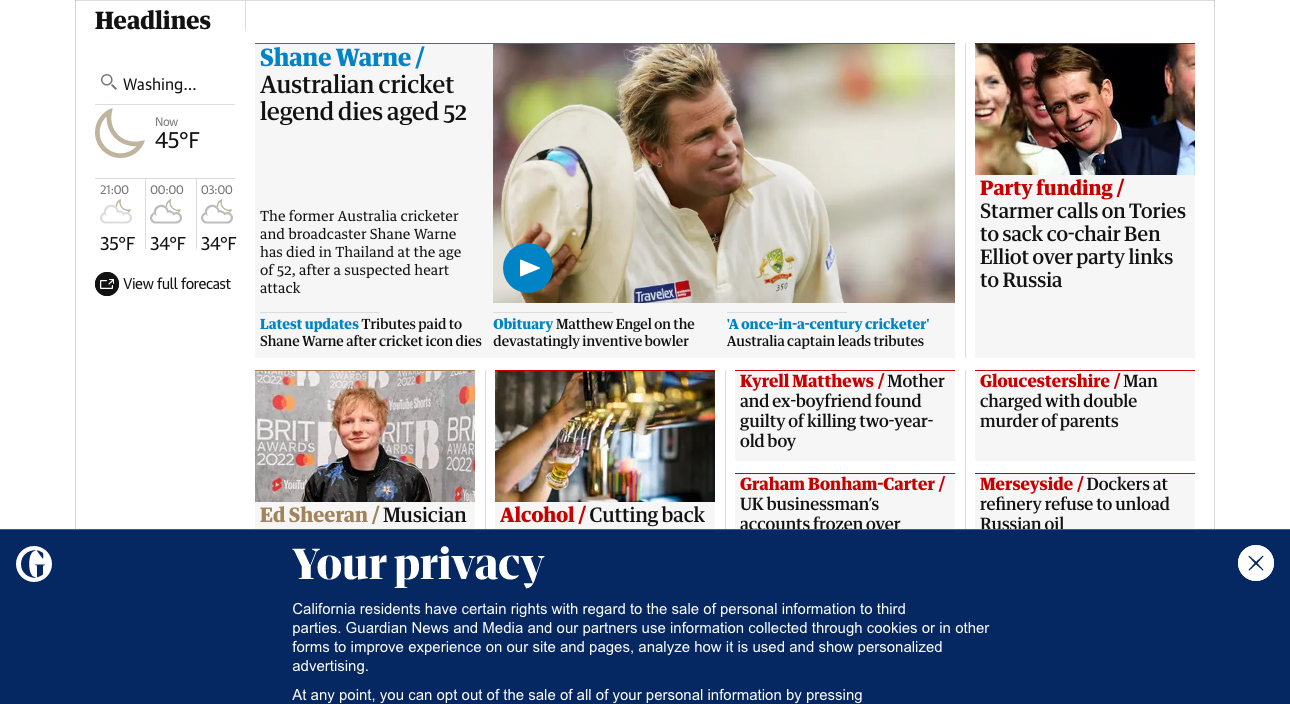 Headlines
Washing...
Now
45°F
21:00
35°F
00:00
34°F
03:00
34°F
View full forecast
Shane Warne /
Australian cricket
legend dies aged 52
The former Australia cricketer
and broadcaster Shane Warne
has died in Thailand at the age
of 52, after a suspected heart
attack
Travelex
350
Latest updates Tributes paid to
Shane Warne after cricket icon dies
Obituary Matthew Engel on the
devastatingly inventive bowler
'A once-in-a-century cricketer'
Australia captain leads tributes
Party funding /
Starmer calls on Tories
to sack co-chair Ben
Elliot over party links
to Russia
BRIT
AWARDS
2022
YouTube Shorts
Ed Sheeran / Musician
Alcohol / Cutting back
Kyrell Matthews / Mother
and ex-boyfriend found
guilty of killing two-year-
old boy
Graham Bonham-Carter /
UK businessman's
accounts frozen over
Gloucestershire / Man
charged with double
murder of parents
Merseyside / Dockers at
refinery refuse to unload
Russian oil
G
Your privacy
California residents have certain rights with regard to the sale of personal information to third
parties. Guardian News and Media and our partners use information collected through cookies or in other
forms to improve experience on our site and pages, analyze how it is used and show personalized
advertising.
At any point, you can opt out of the sale of all of your personal information by pressing